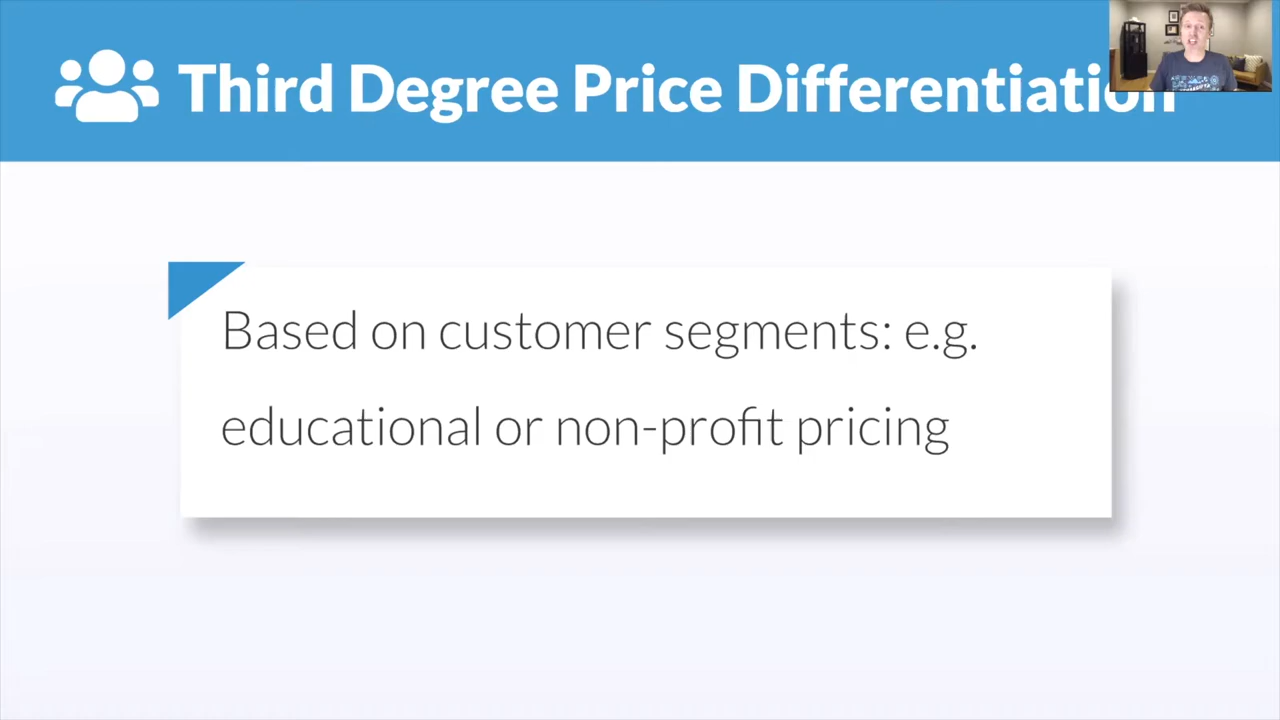 Third Degree Price Differentiation
Based on customer segments: e.g.
educational or non-profit pricing